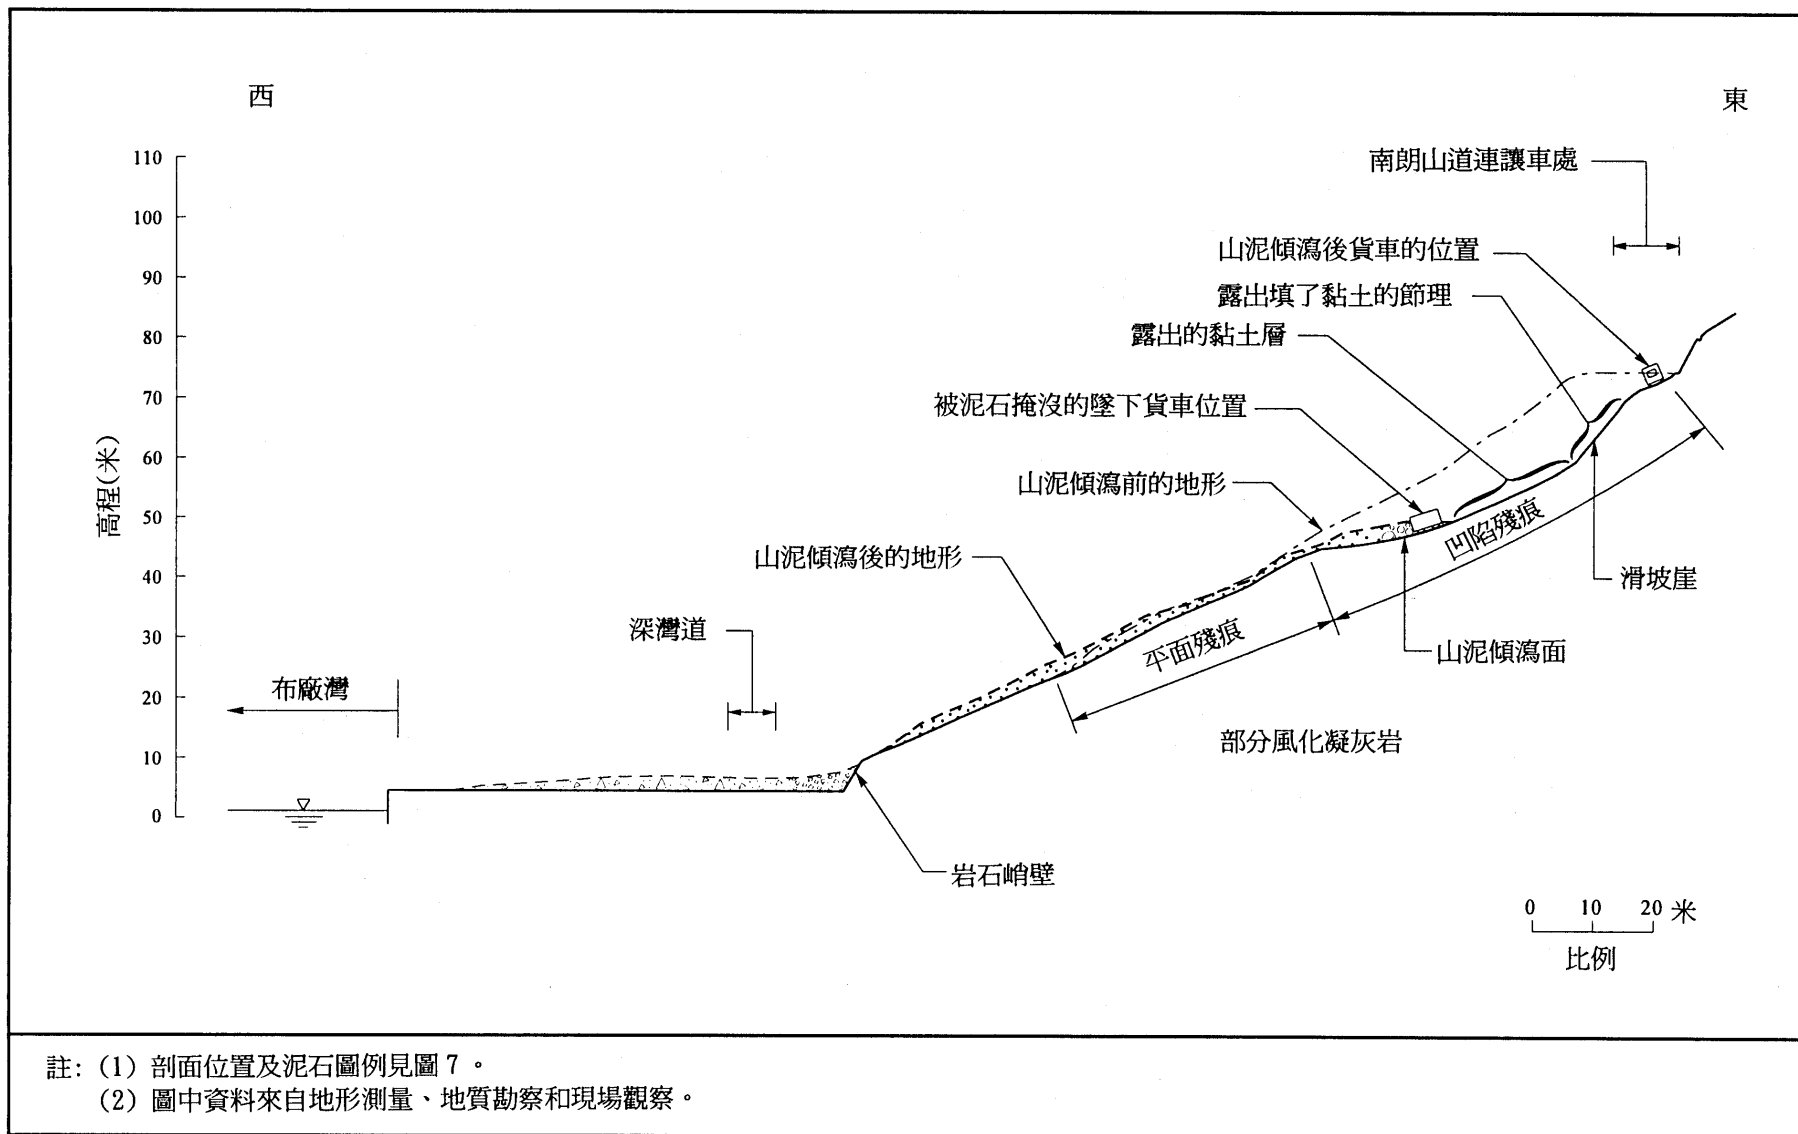 西
東
110
100
90
80
70
60
50
40
30
20
10
0
高程(米)
南朗山道連讓車處
山泥傾瀉後貨車的位置
露出填了黏土的節理
露出的黏土層
被泥石掩沒的墜下貨車位置
山泥傾瀉前的地形
山泥傾瀉後的地形
深灣道
布廠灣
凹陷殘痕
滑坡崖
平面殘痕
山泥傾瀉面
部分風化凝灰岩
岩石峭壁
0 10 20 米
比例
註: (1) 剖面位置及泥石圖例見圖 7 。
(2) 圖中資料來自地形測量、地質勘察和現場觀察。